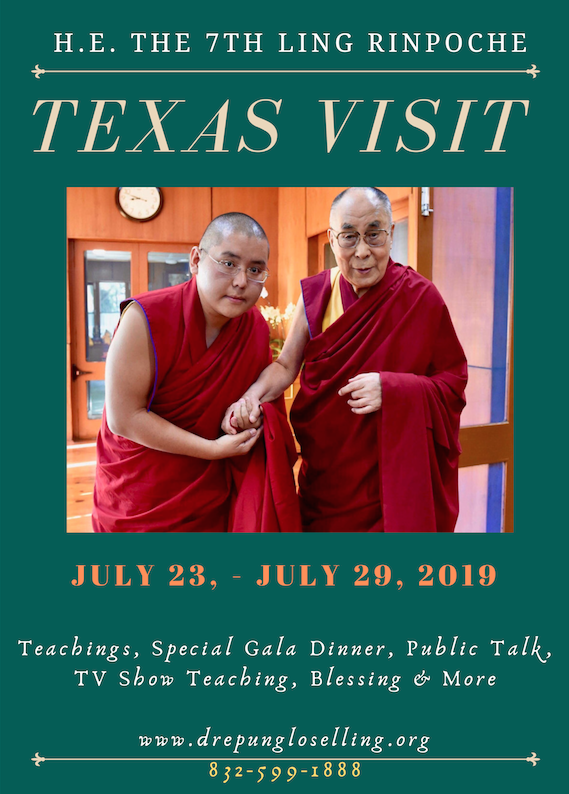 H.E. THE 7TH LING RINPOCHE
TEXAS VISIT
JULY 23, - JULY 29, 2019
Teachings, Special Gala Dinner, Public Talk,
TV Show Teaching, Blessing & More
www.drepungloselling.org
832-599-1888